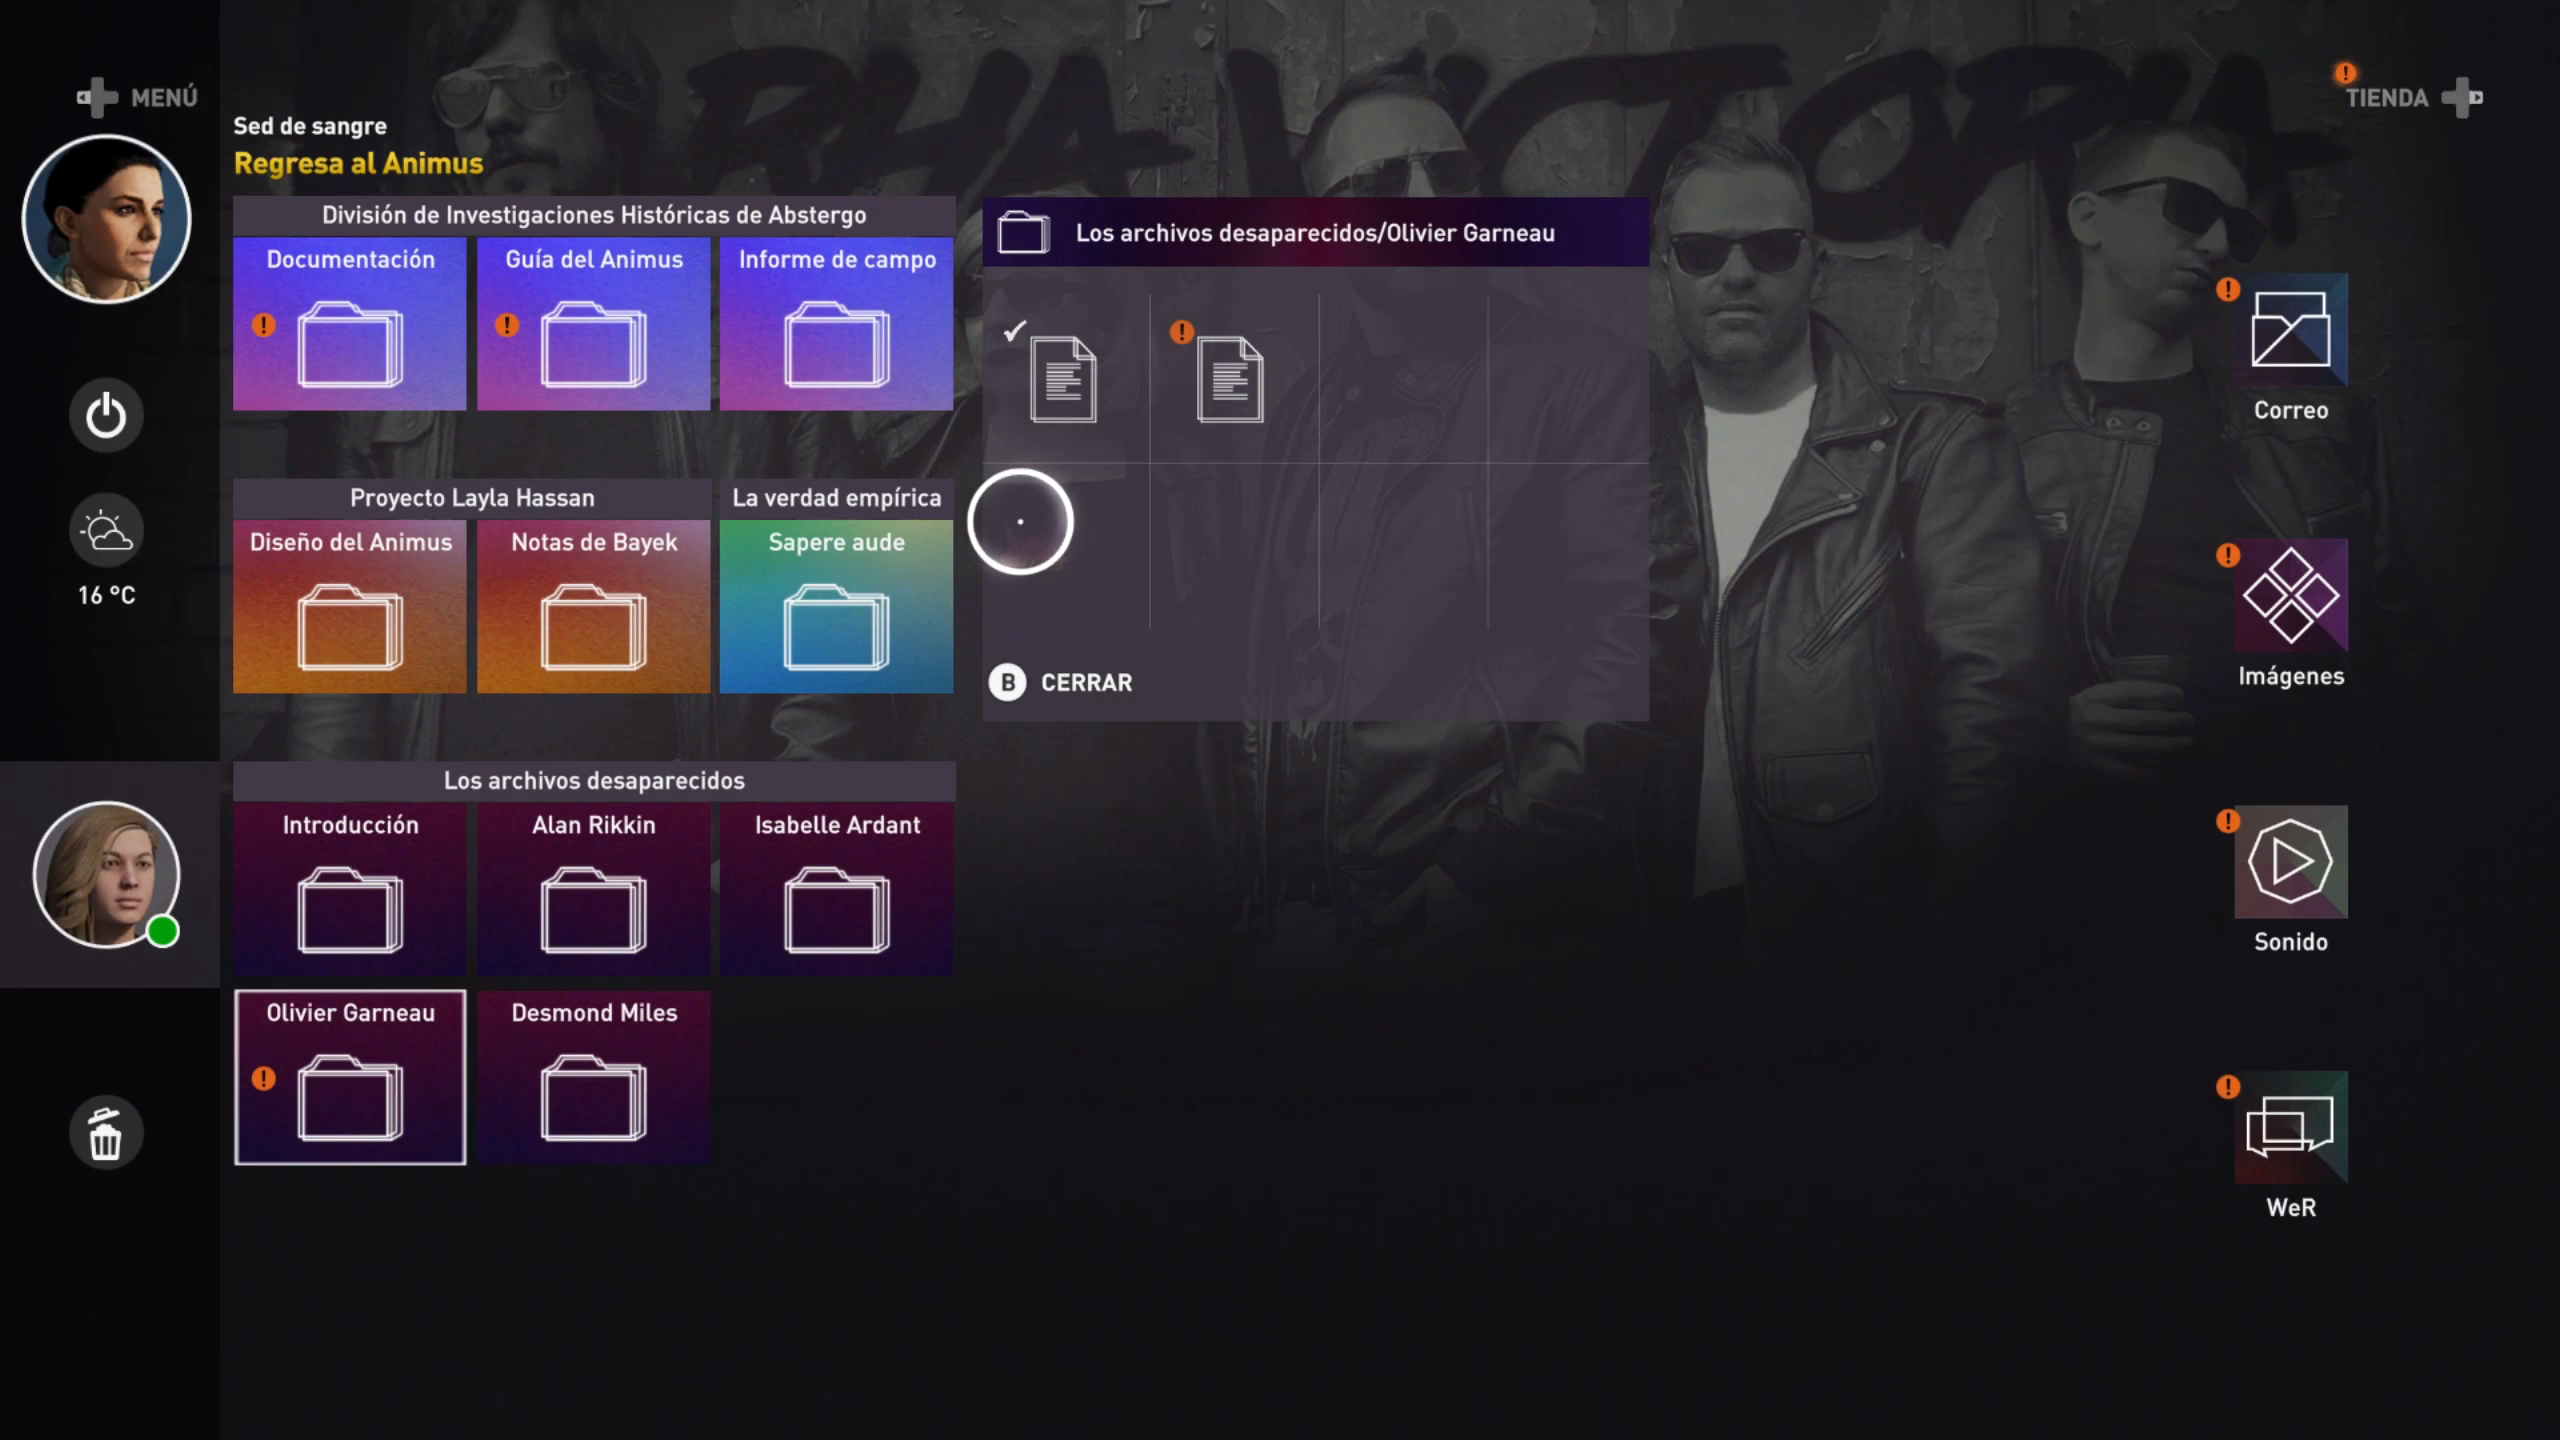 MENÚ
TIENDA
Sed de sangre
Regresa al Animus
División de Investigaciones Históricas de Abstergo
Documentación
Guía del Animus
Informe de campo
Los archivos desaparecidos/Olivier Garneau
B CERRAR
16 °C
Proyecto Layla Hassan
La verdad empírica
Diseño del Animus
Notas de Bayek
Sapere aude
Los archivos desaparecidos
Introducción
Alan Rikkin
Isabelle Ardant
Olivier Garneau
Desmond Miles
Correo
Imágenes
Sonido
WeR